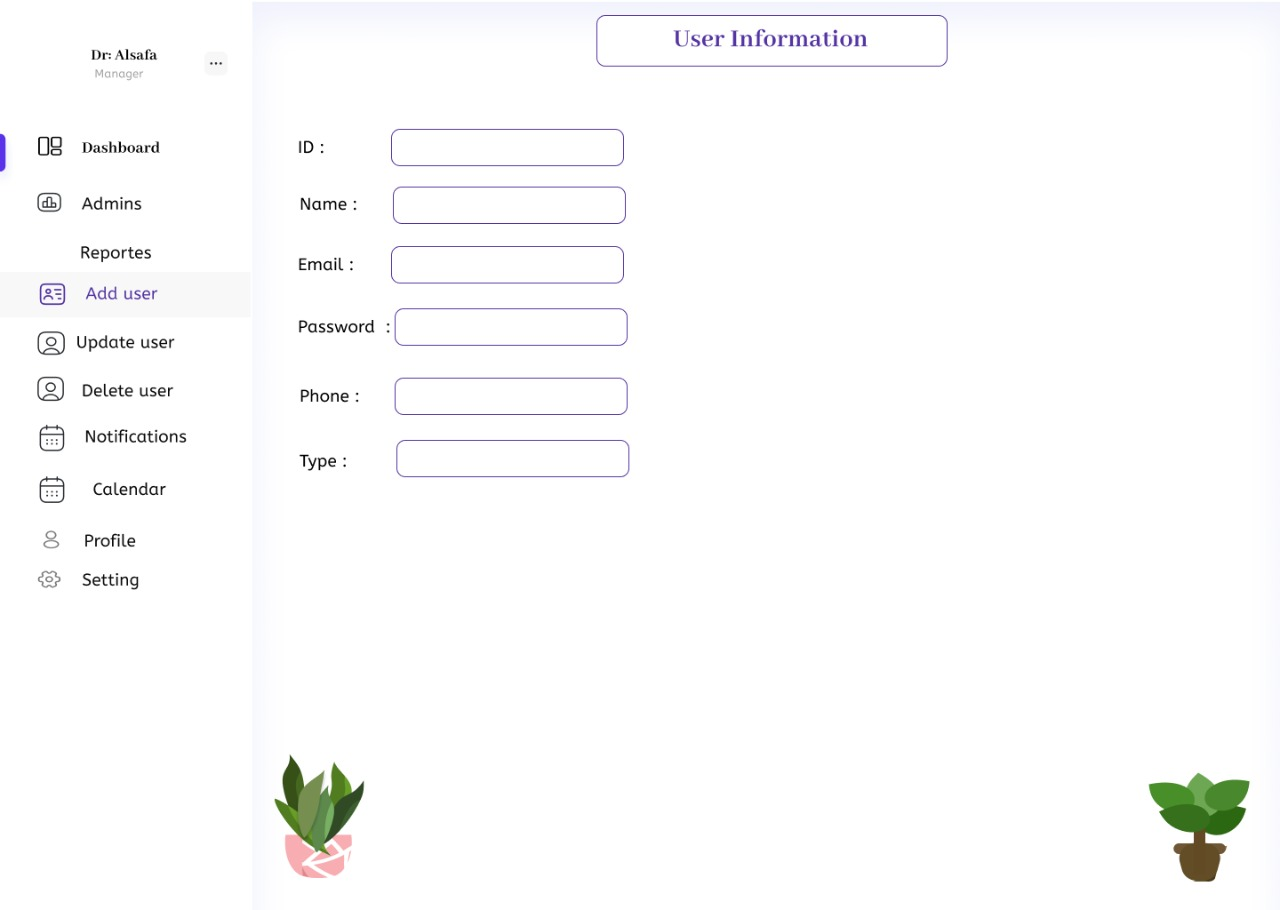 Dr: Alsafa
Manager
...
Dashboard
Admins
Reportes
Add user
Update user
Delete user
Notifications
Calendar
Profile
Setting
User Information
ID :
Name :
Email :
Password :
Phone :
Type :